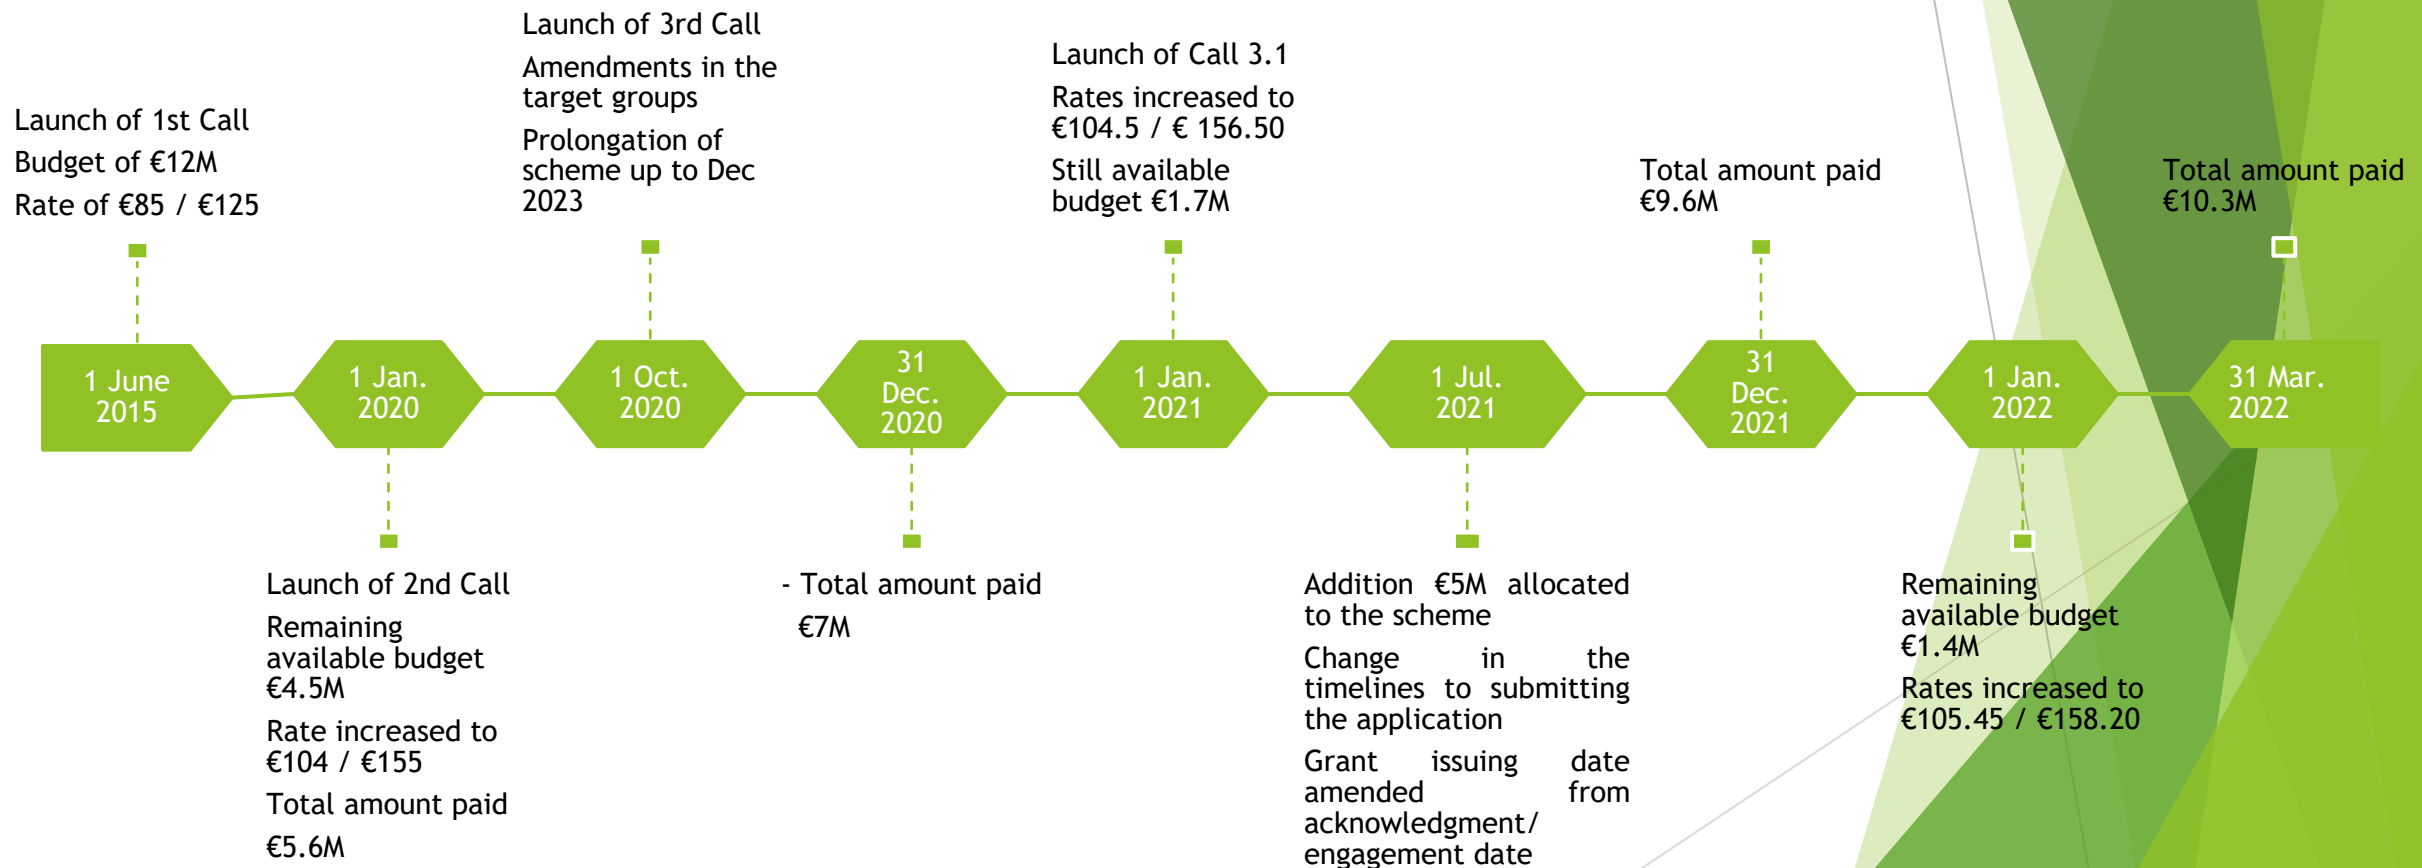 Launch of 1st Call
Budget of €12M
Rate of €85 / €125
1 June
2015
1 Jan.
2020
Launch of 2nd Call
Remaining
available budget
€4.5M
Rate increased to
€104 / €155
Total amount paid
€5.6M
Launch of 3rd Call
Amendments in the
target groups
Prolongation of
scheme up to Dec
2023
1 Oct.
2020
31
Dec.
2020
- Total amount paid
€7M
Launch of Call 3.1
Rates increased to
€104.5 / € 156.50
Still available
budget €1.7M
1 Jan.
2021
1 Jul.
2021
Addition €5M allocated
to the scheme
Change in the
timelines to submitting
the application
Grant issuing date
amended from
acknowledgment/
engagement date
Total amount paid
€9.6M
31
Dec.
2021
1 Jan.
2022
Remaining
available budget
€1.4M
Rates increased to
€105.45 / €158.20
Total amount paid
€10.3M
31 Mar.
2022